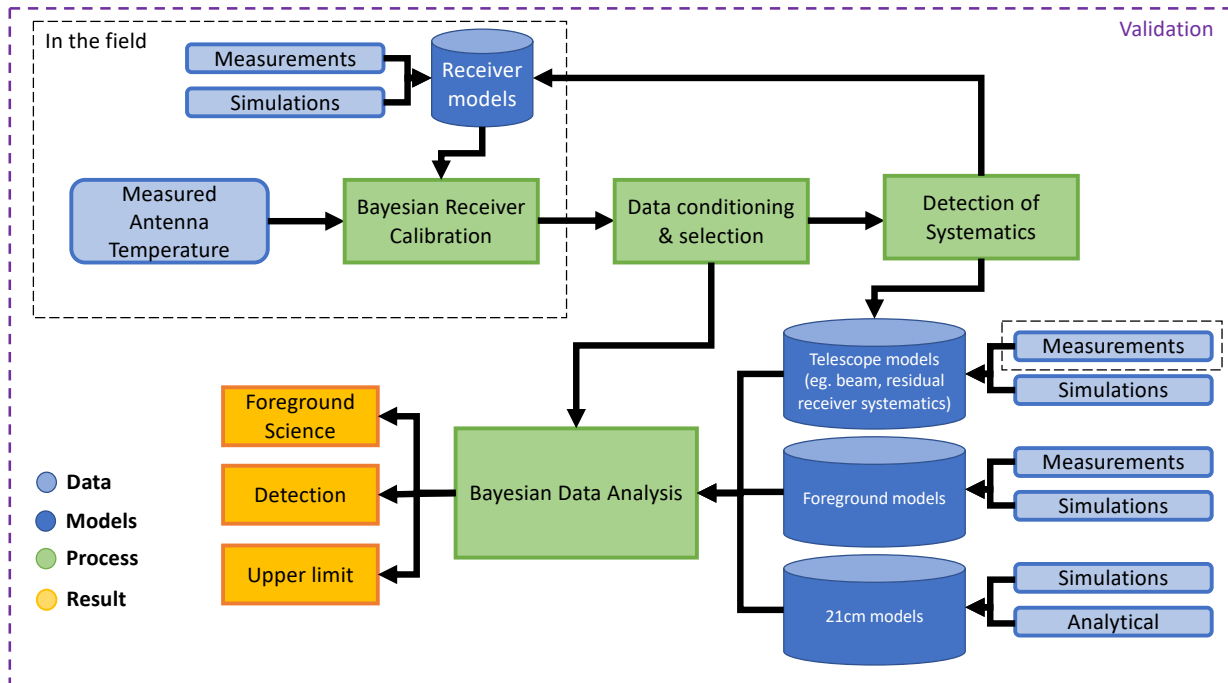 Validation
In the field
Measurements
Simulations
Receiver
models
Measured
Antenna
Temperature
Bayesian Receiver
Calibration
Data conditioning
& selection
Detection of
Systematics
Telescope models
(eg. beam, residual
receiver systematics)
Measurements
Simulations
Foreground
Science
Detection
Upper limit
Bayesian Data Analysis
Foreground models
Measurements
Simulations
21cm models
Simulations
Analytical
Data
Models
Process
Result